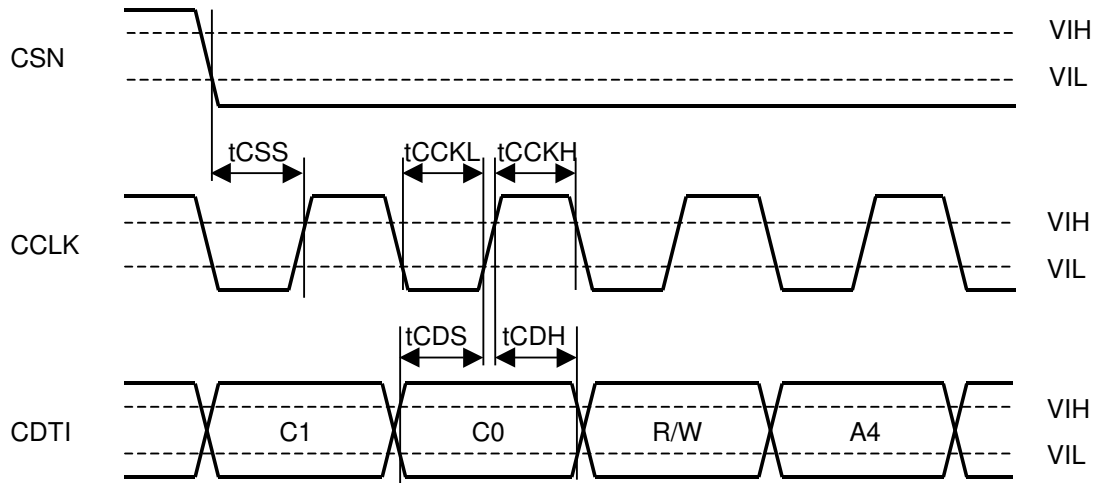 VIH
CSN
VIL
tCSS tCCKL tCCKH
VIH
CCLK
VIL
tCDS tCDH
VIH
CDTI C1 C0 R/W A4
VIL